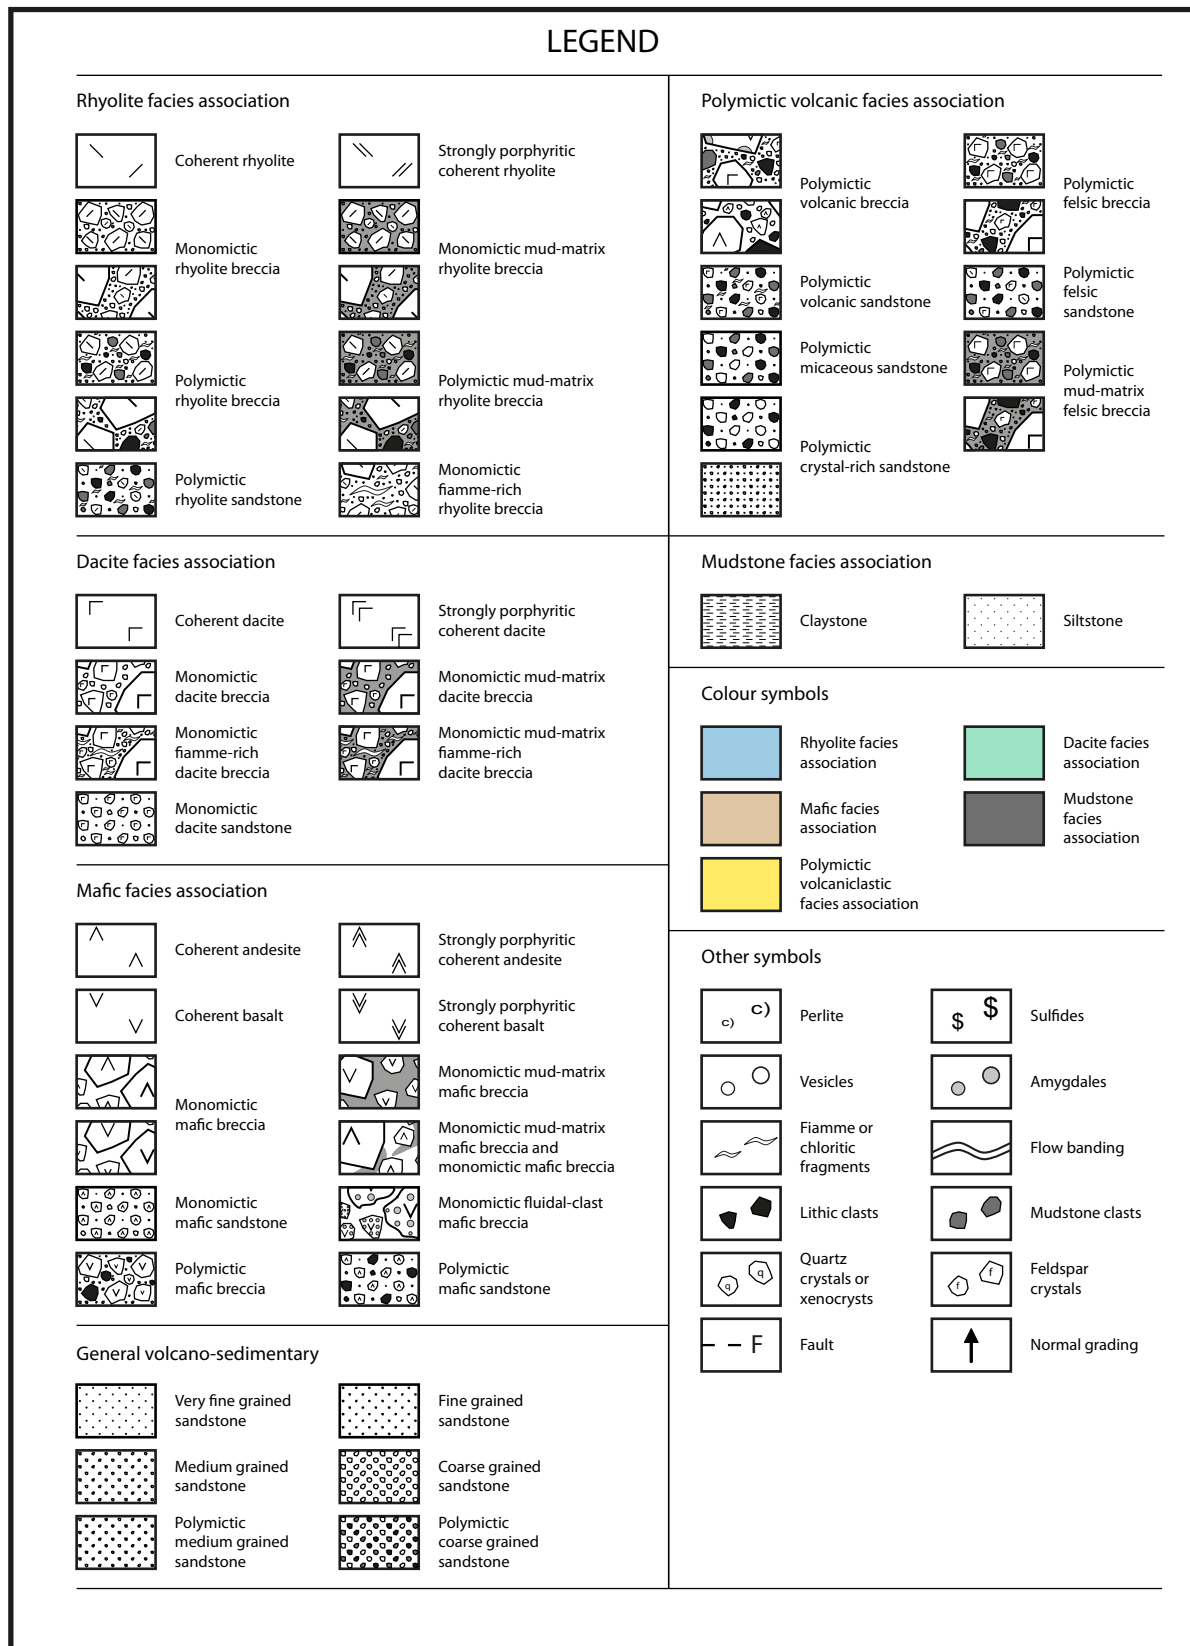 LEGEND
Rhyolite facies association
Coherent rhyolite
Strongly porphyritic
coherent rhyolite
Monomictic
rhyolite breccia
Monomictic mud-matrix
rhyolite breccia
Polymictic
rhyolite breccia
Polymictic mud-matrix
rhyolite breccia
Polymictic
rhyolite sandstone
Monomictic
fiamme-rich
rhyolite breccia
Dacite facies association
Coherent dacite
Strongly porphyritic
coherent dacite
Monomictic
dacite breccia
Monomictic mud-matrix
dacite breccia
Monomictic
fiamme-rich
dacite breccia
Monomictic mud-matrix
fiamme-rich
dacite breccia
Monomictic
dacite sandstone
Mafic facies association
Coherent andesite
Strongly porphyritic
coherent andesite
Coherent basalt
Strongly porphyritic
coherent basalt
Monomictic
mafic breccia
Monomictic mud-matrix
mafic breccia
Monomictic mud-matrix
mafic breccia and
monomictic mafic breccia
Monomictic
mafic sandstone
Monomictic fluidal-clast
mafic breccia
Polymictic
mafic breccia
Polymictic
mafic sandstone
General volcano-sedimentary
Very fine grained
sandstone
Fine grained
sandstone
Medium grained
sandstone
Coarse grained
sandstone
Polymictic
medium grained
sandstone
Polymictic
coarse grained
sandstone
Polymictic volcanic facies association
Polymictic
volcanic breccia
Polymictic
felsic breccia
Polymictic
volcanic sandstone
Polymictic
felsic
sandstone
Polymictic
micaceous sandstone
Polymictic
mud-matrix
felsic breccia
Polymictic
crystal-rich sandstone
Mudstone facies association
Claystone
Siltstone
Colour symbols
Rhyolite facies
association
Dacite facies
association
Mafic facies
association
Mudstone
facies
association
Polymictic
volcaniclastic
facies association
Other symbols
c) c)
Perlite
$ $
Sulfides
Vesicles
Amygdales
Fiamme or
chloritic
fragments
Flow banding
Lithic clasts
Mudstone clasts
q q
Quartz
crystals or
xenocrysts
f f
Feldspar
crystals
F
Fault
Normal grading